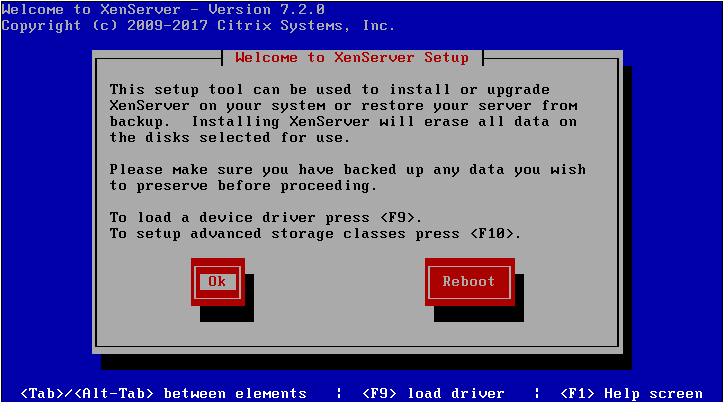 Welcome to XenServer - Version 7.2.0
Copyright (c) 2009-2017 Citrix Systems, Inc.
Welcome to XenServer Setup
This setup tool can be used to install or upgrade
XenServer on your system or restore your server from
backup.  Installing XenServer will erase all data on
the disks selected for use.
Please make sure you have backed up any data you wish
to preserve before proceeding.
To load a device driver press <F9>.
To setup advanced storage classes press <F10>.
Ok Reboot
<Tab>/<Alt-Tab> between elements   ¦  <F9> load driver   ¦  <F1> Help screen